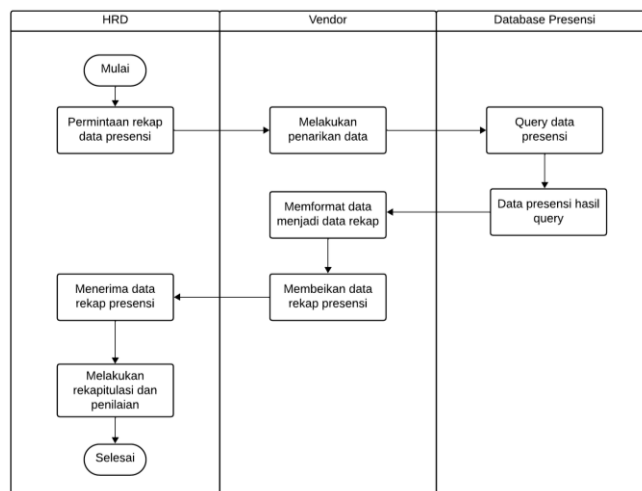 HRD
Vendor
Database Presensi
Mulai
Permintaan rekap
data presensi
Melakukan
penarikan data
Query data
presensi
Memformat data
menjadi data rekap
Data presensi hasil
query
Menerima data
rekap presensi
Membeikan data
rekap presensi
Melakukan
rekapitulasi dan
penilaian
Selesai